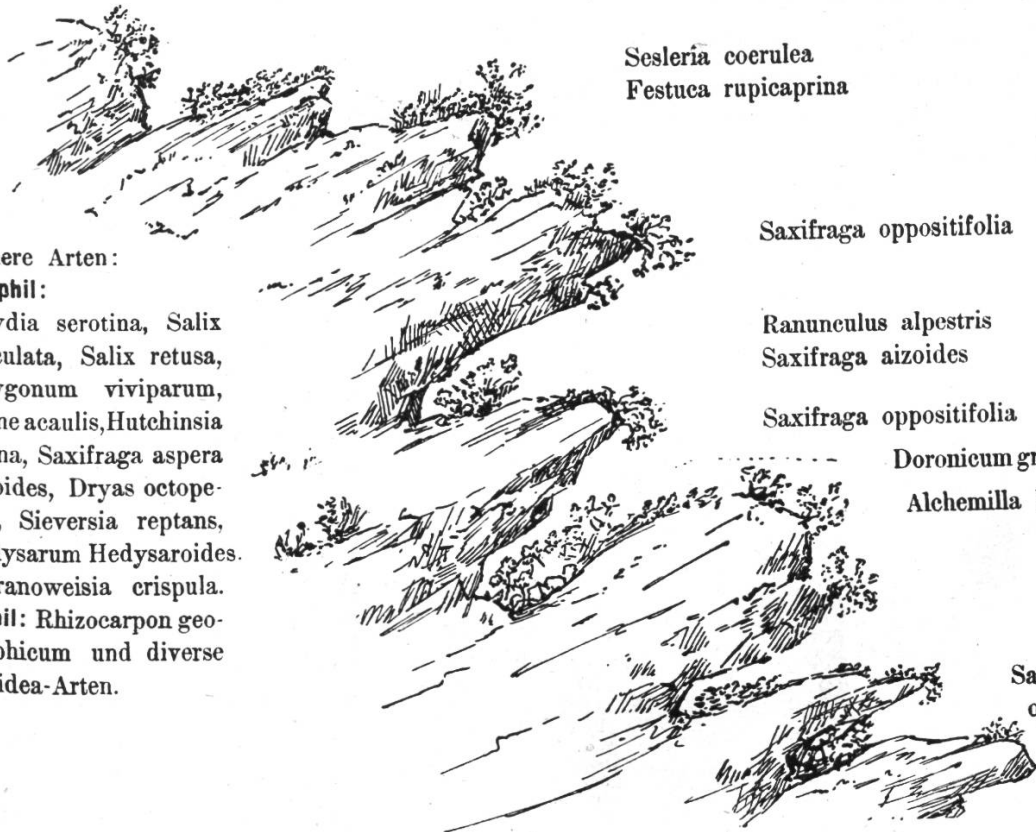 Sesleria coerulea
Festuca rupicaprina
Saxifraga oppositifolia
Ranunculus alpestris
Saxifraga aizoides
Saxifraga oppositifolia
Doronicum gr
Alchemilla
Sa
o
ere Arten:
phil:
ydia serotina, Salix
culata, Salix retusa,
ygonum viviparum,
ne acaulis, Hutchinsia
na, Saxifraga aspera
oides, Dryas octope-
, Sieversia reptans,
lysarum Hedysaroides.
ranoweisia crispula.
il: Rhizocarpon geo-
phicum und diverse
idea-Arten.